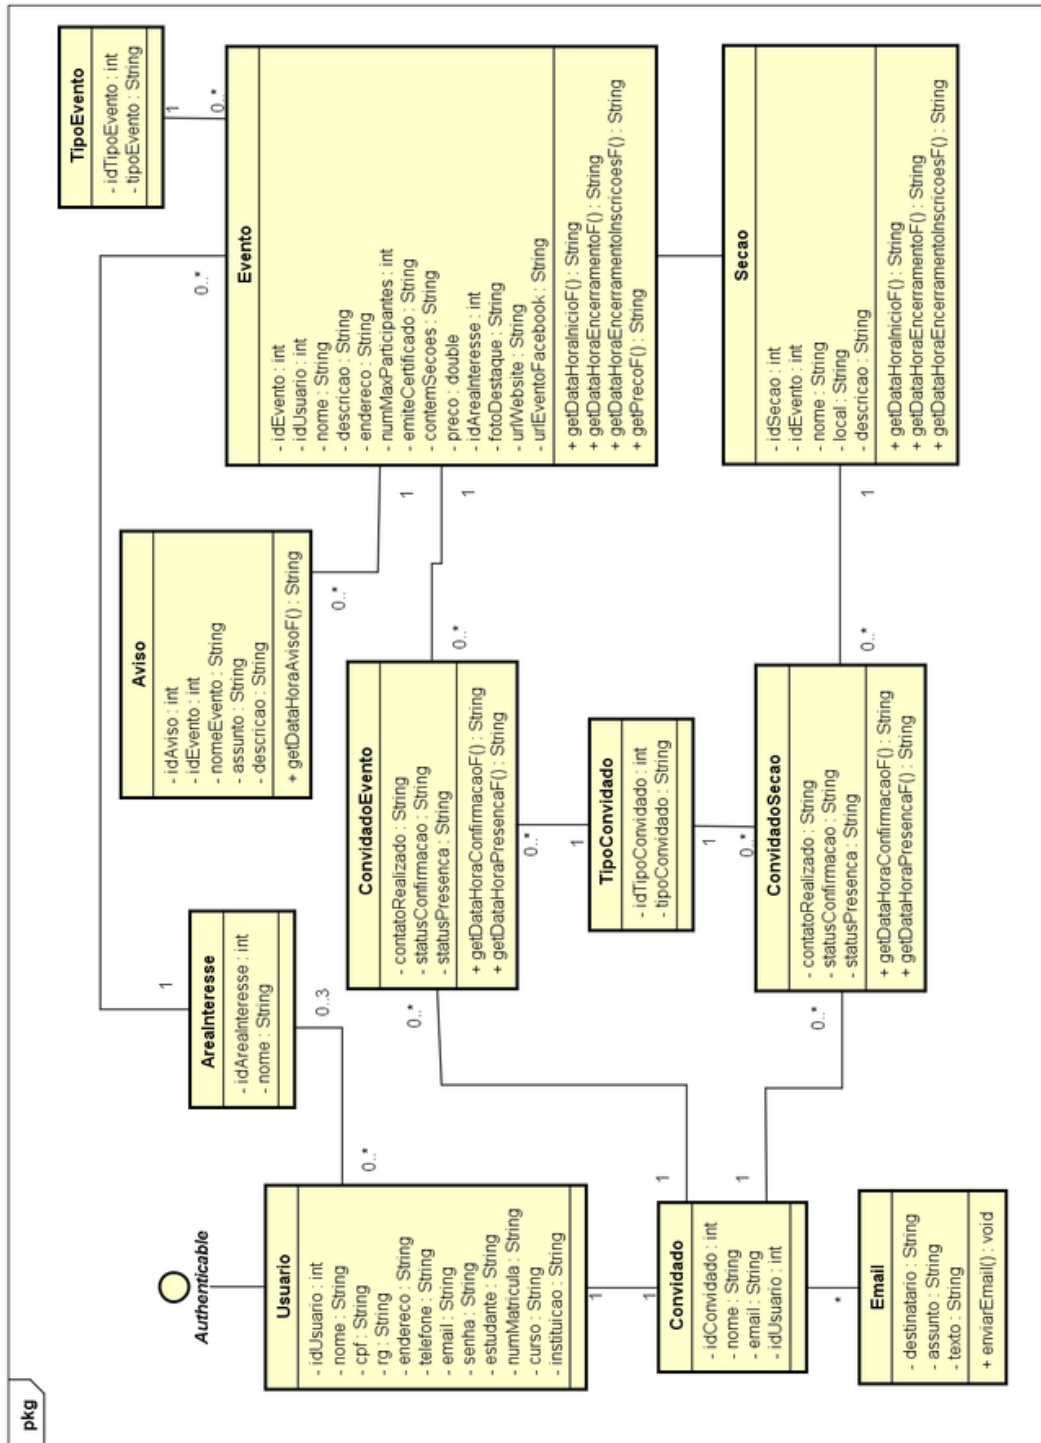 pkg
Authenticable
Usuario
- idUsuario : int
- nome : String
- cpf : String
- rg : String
- endereco : String
- telefone : String
- email : String
- senha : String
- estudante : String
- numMatricula : String
- curso : String
- instituicao : String
0..*
1
1
Convidado
- idConvidado : int
- nome : String
- email : String
- idUsuario : int
1
1
*
Email
- destinatario : String
- assunto : String
- texto : String
+ enviarEmail() : void
AreaInteresse
- idAreaInteresse : int
- nome : String
1
0..3
ConvidadoEvento
- contatoRealizado : String
- statusConfirmacao : String
- statusPresenca : String
+ getDataHoraConfirmacaoF() : String
+ getDataHoraPresencaF() : String
0..*
0..*
0..*
TipoConvidado
- idTipoConvidado : int
- tipoConvidado : String
1
1
ConvidadoSecao
- contatoRealizado : String
- statusConfirmacao : String
- statusPresenca : String
+ getDataHoraConfirmacaoF() : String
+ getDataHoraPresencaF() : String
0..*
0..*
0..*
Aviso
- idAviso : int
- idEvento : int
- nomeEvento : String
- assunto : String
- descricao : String
+ getDataHoraAvisoF() : String
0..*
TipoEvento
- idTipoEvento : int
- tipoEvento : String
1
0..*
0..*
Evento
- idEvento : int
- idUsuario : int
- nome : String
- descricao : String
- endereco : String
- numMaxParticipantes : int
- emiteCertificado : String
- contemSecoes : String
- preco : double
- idAreaInteresse : int
- fotoDestaque : String
- urlWebsite : String
- urlEventoFacebook : String
+ getDataHoraInicioF() : String
+ getDataHoraEncerramentoF() : String
+ getDataHoraEncerramentoInscricoesF() : String
+ getPrecoF() : String
1
1
Secao
- idSecao : int
- idEvento : int
- nome : String
- local : String
- descricao : String
+ getDataHoraInicioF() : String
+ getDataHoraEncerramentoF() : String
+ getDataHoraEncerramentoInscricoesF() : String
1